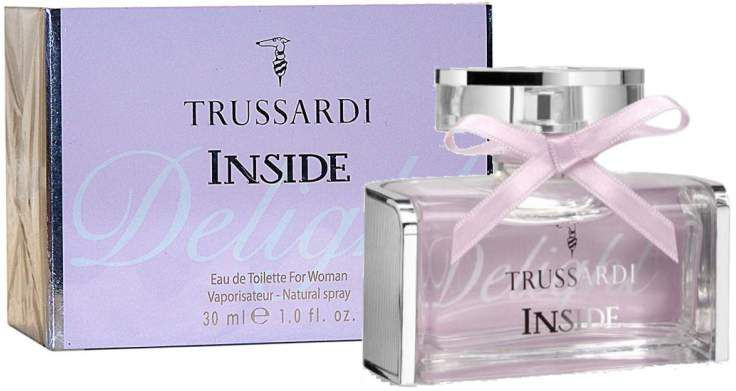 TRUSSARDI
INSIDE
Delight
Eau de Toilette For Woman
Vaporisateur - Natural spray
30 ml e 1.0 fl. oz.
Delight
TRUSSARDI
INSIDE